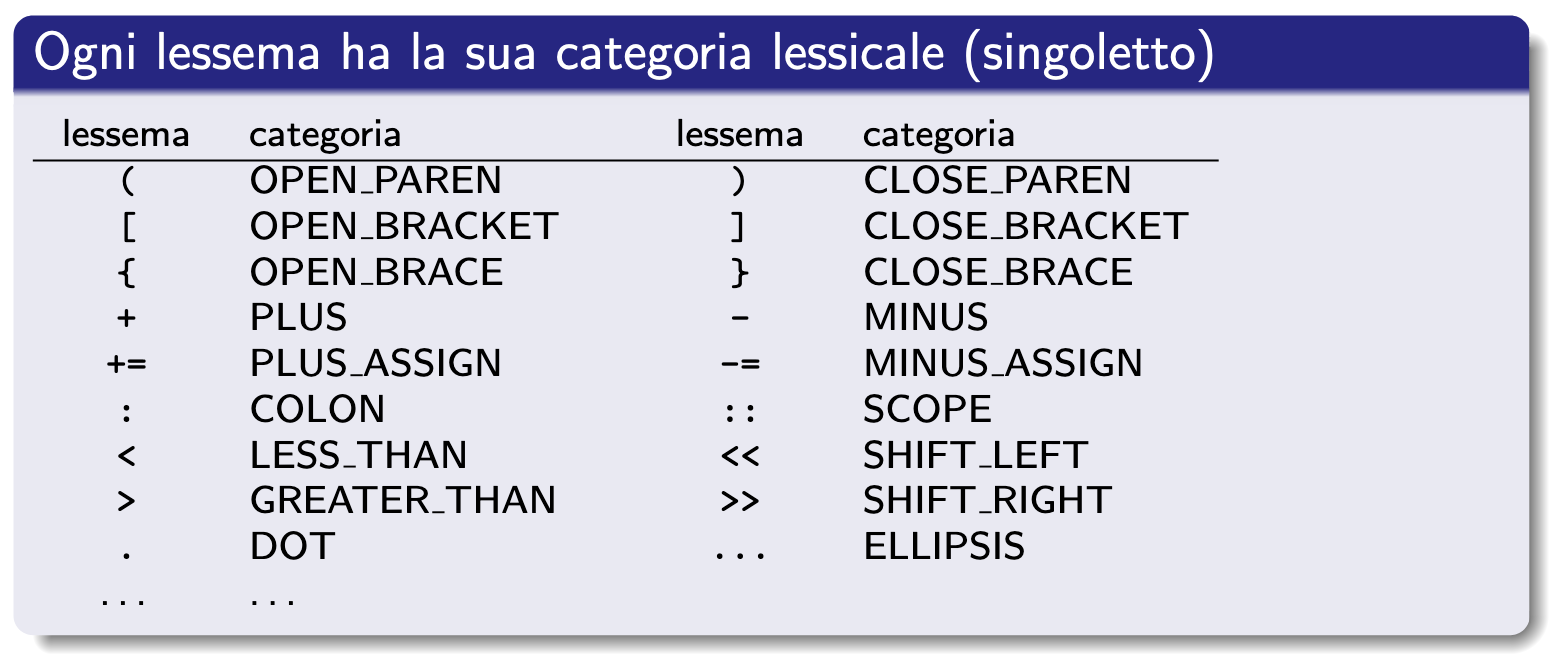 Ogni lessema ha la sua categoria lessicale (singoletto)
lessema categoria lessema categoria
( OPEN_PAREN ) CLOSE_PAREN
[ OPEN_BRACKET ] CLOSE_BRACKET
{ OPEN_BRACE } CLOSE_BRACE
+ PLUS - MINUS
+= PLUS_ASSIGN -= MINUS_ASSIGN
: COLON :: SCOPE
< LESS_THAN << SHIFT_LEFT
> GREATER_THAN >> SHIFT_RIGHT
. DOT ... ELLIPSIS
... ...